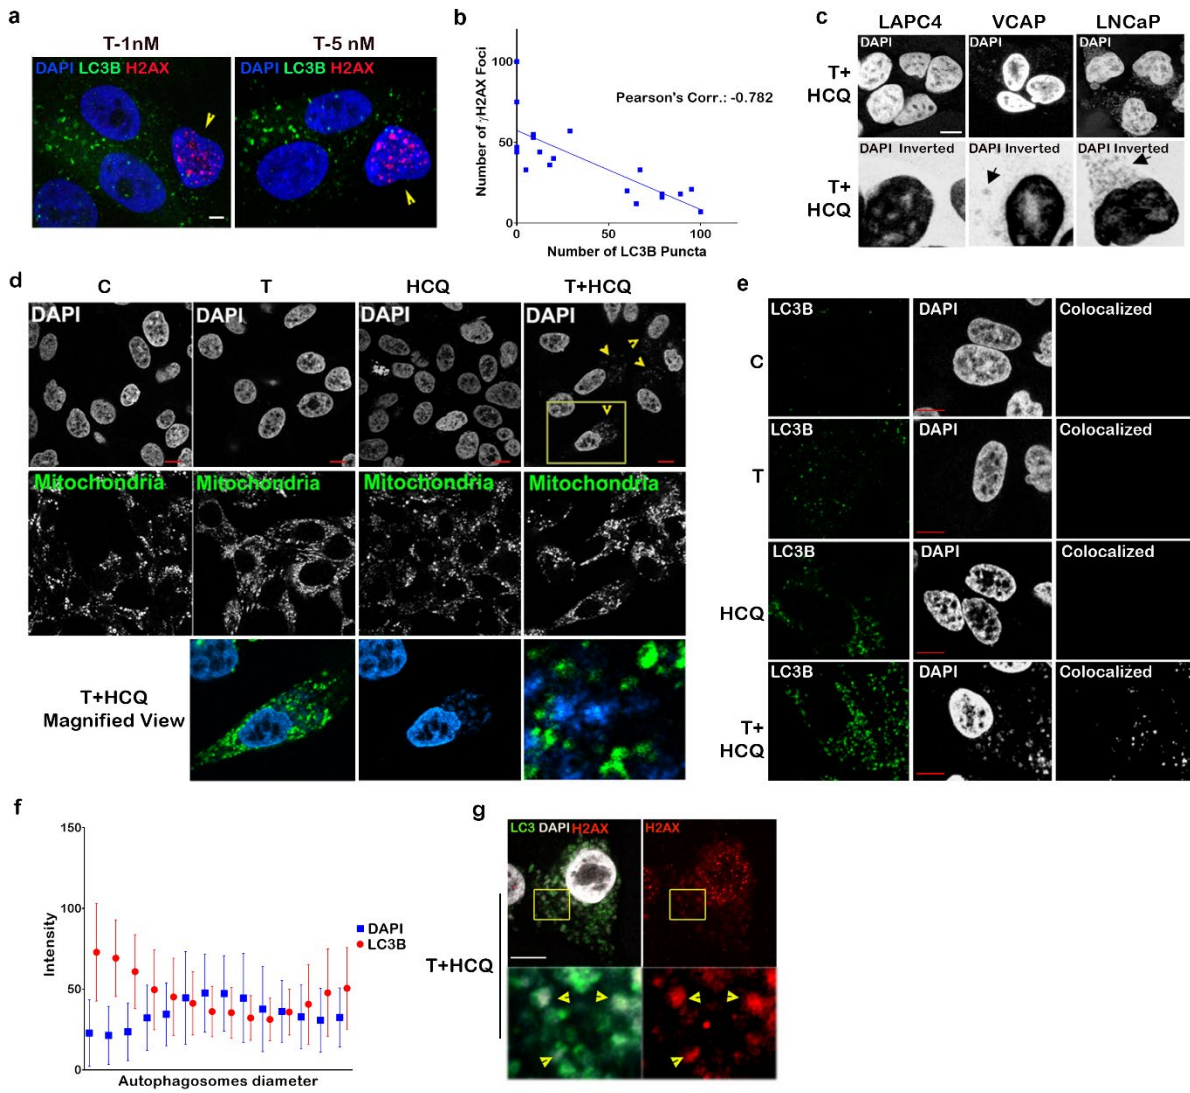 a
T-1nM
T-5 nM
DAPI LC3B H2AX
DAPI LC3B H2AX
b
Number of γH2AX Foci
100
50
0
0
50
100
Pearson's Corr.: -0.782
Number of LC3B Puncta
c
LAPC4
VCAP
LNCaP
T+
HCQ
DAPI
DAPI
DAPI
T+
HCQ
DAPI Inverted
DAPI Inverted
DAPI Inverted
d
C
T
HCQ
T+HCQ
DAPI
DAPI
DAPI
DAPI
Mitochondria
Mitochondria
Mitochondria
Mitochondria
T+HCQ
Magnified View
e
C
LC3B
DAPI
Colocalized
T
LC3B
DAPI
Colocalized
HCQ
LC3B
DAPI
Colocalized
T+
HCQ
LC3B
DAPI
Colocalized
f
Intensity
150
100
50
0
DAPI
LC3B
Autophagosomes diameter
g
T+HCQ
LC3 DAPI H2AX
H2AX